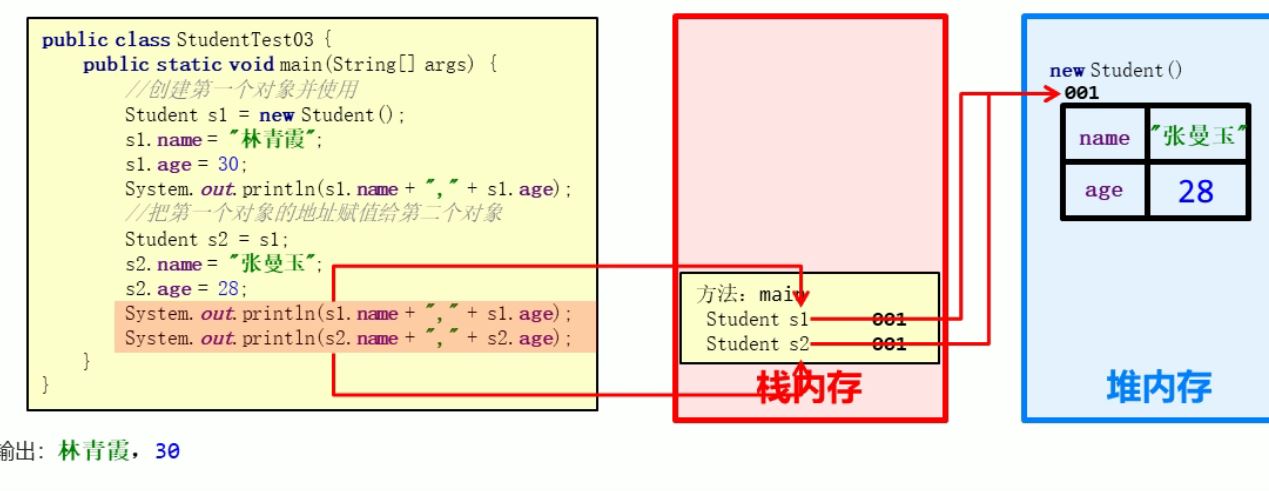 public class StudentTest03 {
public static void main(String[] args) {
//创建第一个对象并使用
Student s1 = new Student();
s1.name = "林青霞";
s1.age = 30;
System.out.println(s1.name + "," + s1.age);
//把第一个对象的地址赋值给第二个对象
Student s2 = s1;
s2.name = "张曼玉";
s2.age = 28;
System.out.println(s1.name + "," + s1.age);
System.out.println(s2.name + "," + s2.age);
}
}
方法：main
Student s1 001
Student s2 001
栈内存
new Student()
001
name "张曼玉"
age 28
堆内存
输出：林青霞，30